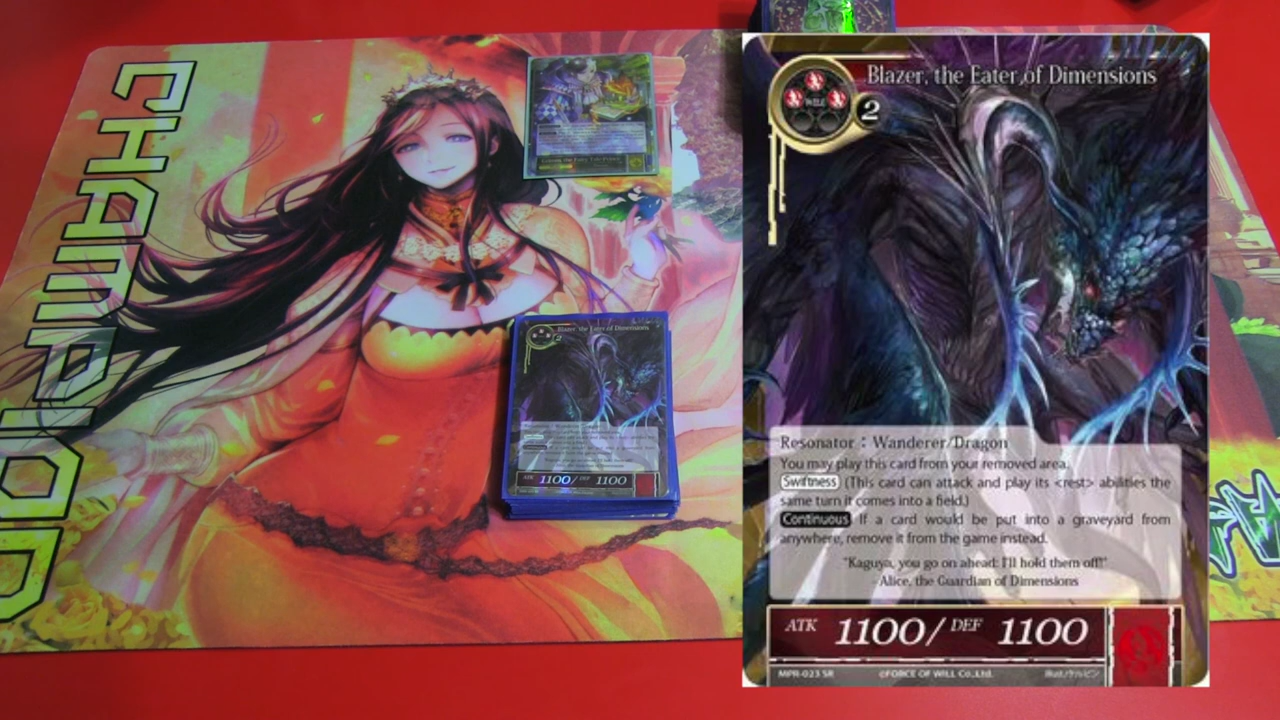 CHAMPION
Blazer, the Eater of Dimensions
WILL
2
Resonator : Wanderer/Dragon
You may play this card from your removed area.
Swiftness (This card can attack and play its <rest> abilities the
same turn it comes into a field.)
Continuous If a card would be put into a graveyard from
anywhere, remove it from the game instead.
"Kaguya, you go on ahead: I'll hold them off!"
- Alice, the Guardian of Dimensions
ATK 1100/ DEF 1100
MPR-023 SR ©FORCE OF WILL Co.,Ltd.
Blazer, the Eater of Dimensions
2
ATK 1100/ DEF 1100